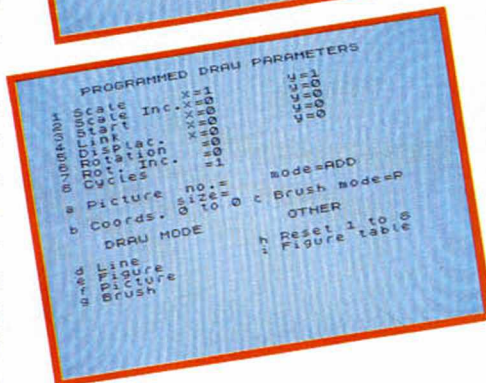 PROGRAMMED DRAW PARAMETERS
1 Scale x=1 y=1
2 Scale Inc. x=0 y=0
3 Start x=0 y=0
4 Link x=0 y=0
5 Displac. x=0 y=0
6 Rotation =0
7 Rot. Inc. =0
8 Cycles =1
a Picture no.= mode=ADD
size=
b Coords. 0 to 0 c Brush mode=P
DRAW MODE OTHER
d Line h Reset 1 to 8
e Figure i Figure table
f Picture
g Brush